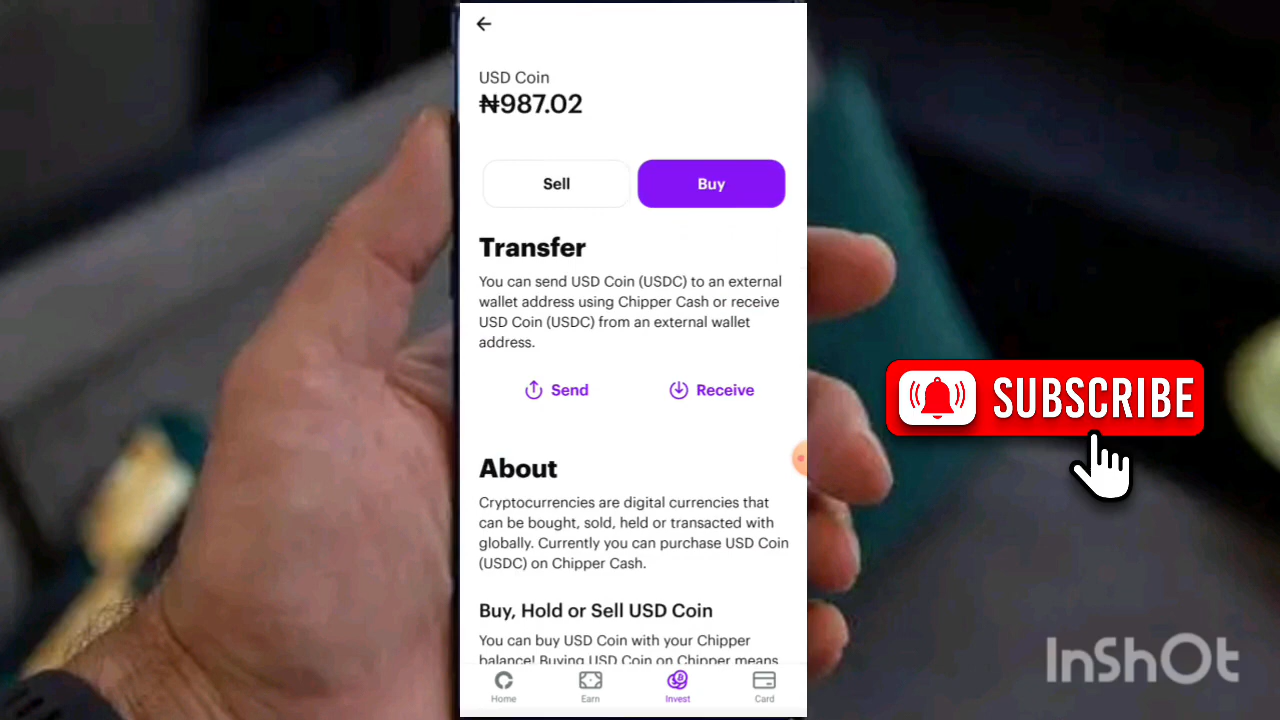 USD Coin
₦987.02
Sell
Buy
Transfer
You can send USD Coin (USDC) to an external
wallet address using Chipper Cash or receive
USD Coin (USDC) from an external wallet
address.
Send
Receive
About
Cryptocurrencies are digital currencies that
can be bought, sold, held or transacted with
globally. Currently you can purchase USD Coin
(USDC) on Chipper Cash.
Buy, Hold or Sell USD Coin
You can buy USD Coin with your Chipper
balance! Buying USD Coin on Chipper means
Home
Earn
Invest
Card
SUBSCRIBE
InShOt